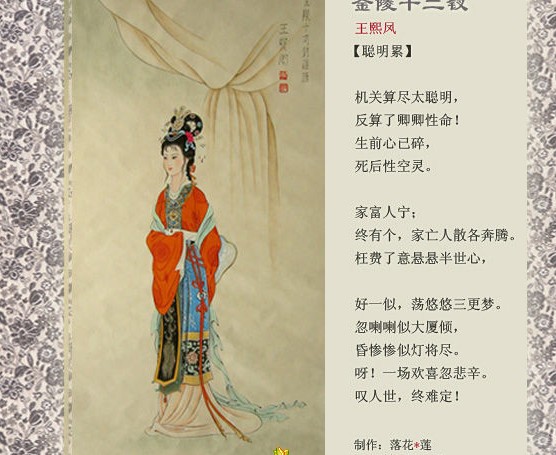 王熙凤
【聪明累】
机关算尽太聪明，
反算了卿卿性命！
生前心已碎，
死后性空灵。
家富人宁；
终有个，家亡人散各奔腾。
枉费了意悬悬半世心，
好一似，荡悠悠三更梦。
忽喇喇似大厦倾，
昏惨惨似灯将尽。
呀！一场欢喜忽悲辛。
叹人世，终难定！
制作：落花*莲